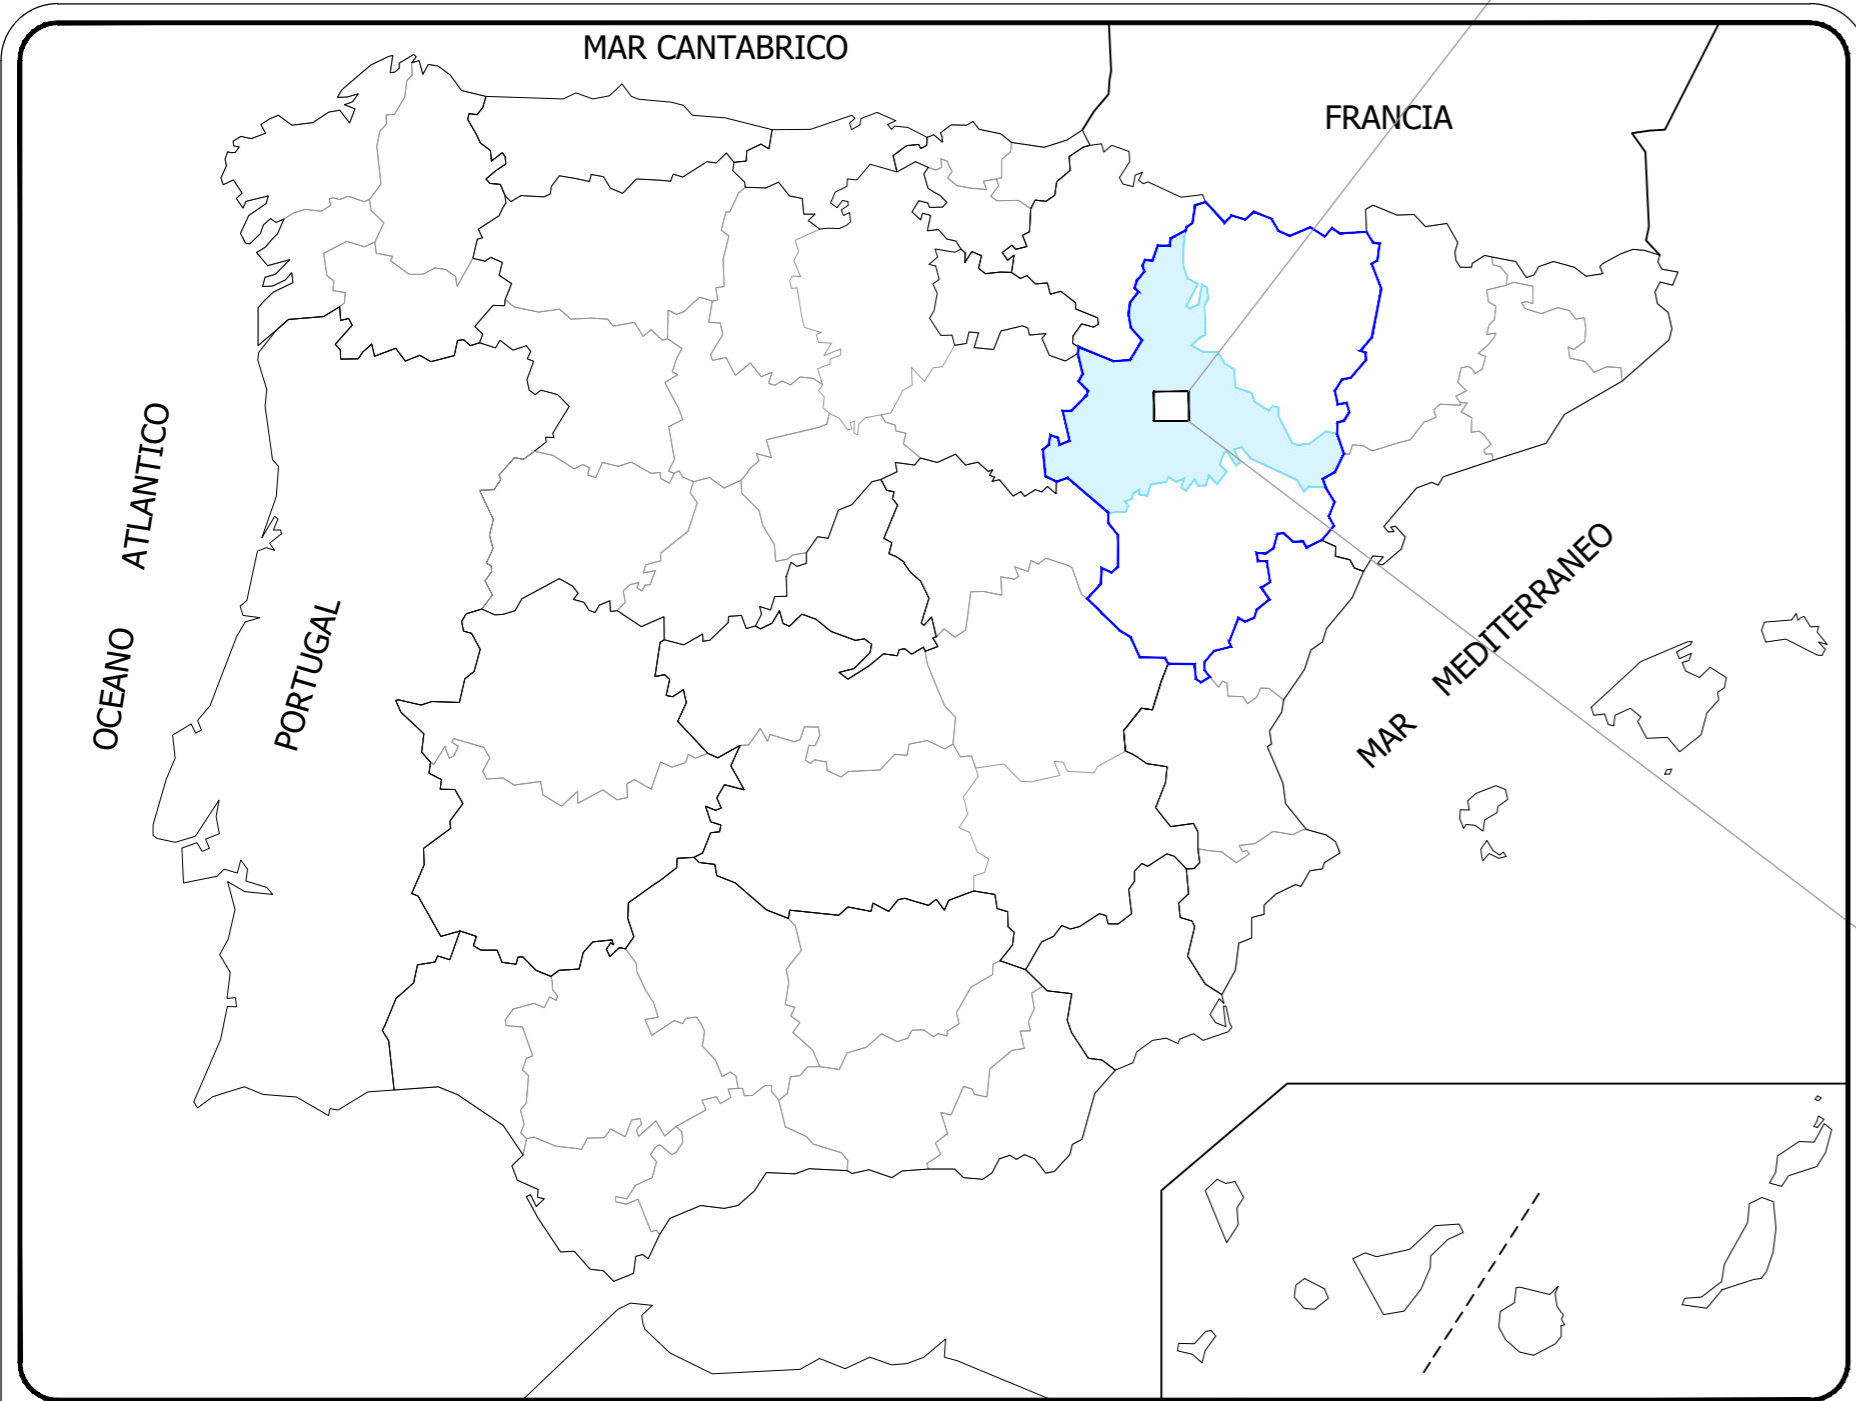 MAR CANTABRICO
FRANCIA
OCEANO ATLANTICO
PORTUGAL
MAR MEDITERRANEO